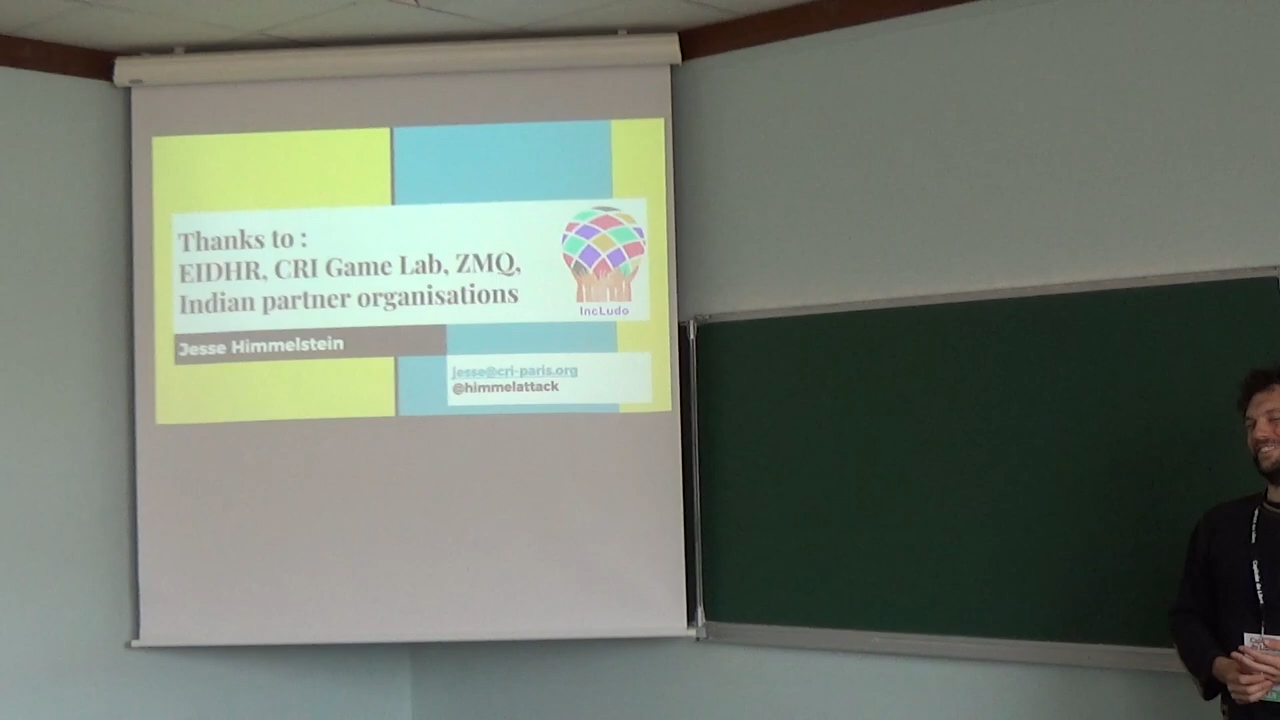 Thanks to :
EIDHR, CRI Game Lab, ZMQ,
Indian partner organisations
IncLudo
Jesse Himmelstein
jesse@cri-paris.org
@himmelattack